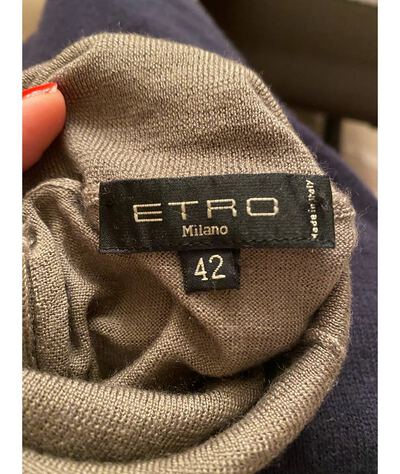 ETRO
Milano
Made in Italy
42